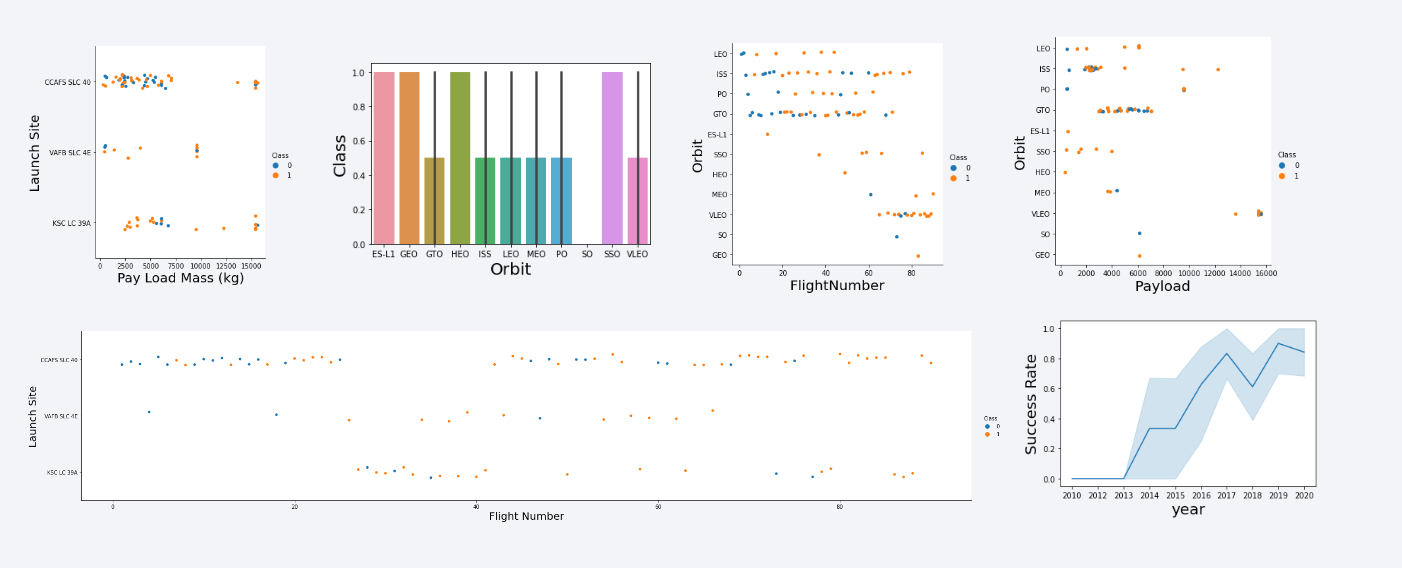 Launch Site
CCAFS SLC 40
VAFB SLC 4E
KSC LC 39A
0 2500 5000 7500 10000 12500 15000
Pay Load Mass (kg)
Class
0
1
Class
1.0
0.8
0.6
0.4
0.2
0.0
ES-L1 GEO GTO HEO ISS LEO MEO PO SO SSO VLEO
Orbit
Orbit
LEO
ISS
PO
GTO
ES-L1
SSO
HEO
MEO
VLEO
SO
GEO
0 20 40 60 80
FlightNumber
Class
0
1
Orbit
LEO
ISS
PO
GTO
ES-L1
SSO
HEO
MEO
VLEO
SO
GEO
0 2000 4000 6000 8000 10000 12000 14000 16000
Payload
Class
0
1
Launch Site
CCAFS SLC 40
VAFB SLC 4E
KSC LC 39A
0 20 40 60 80
Flight Number
Class
0
1
Success Rate
1.0
0.8
0.6
0.4
0.2
0.0
2010 2012 2013 2014 2015 2016 2017 2018 2019 2020
year